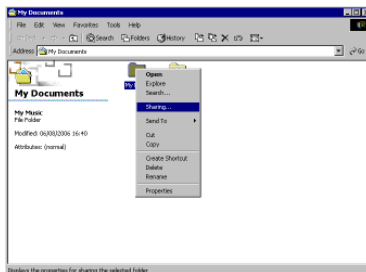 My Documents
File Edit View Favorites Tools Help
Search Folders History
Address My Documents Go
My Documents
My Music
File Folder
Modified: 06/08/2006 16:40
Attributes: (normal)
Open
Explore
Search...
Sharing...
Send To
Cut
Copy
Create Shortcut
Delete
Rename
Properties
Displays the properties for sharing the selected folder.